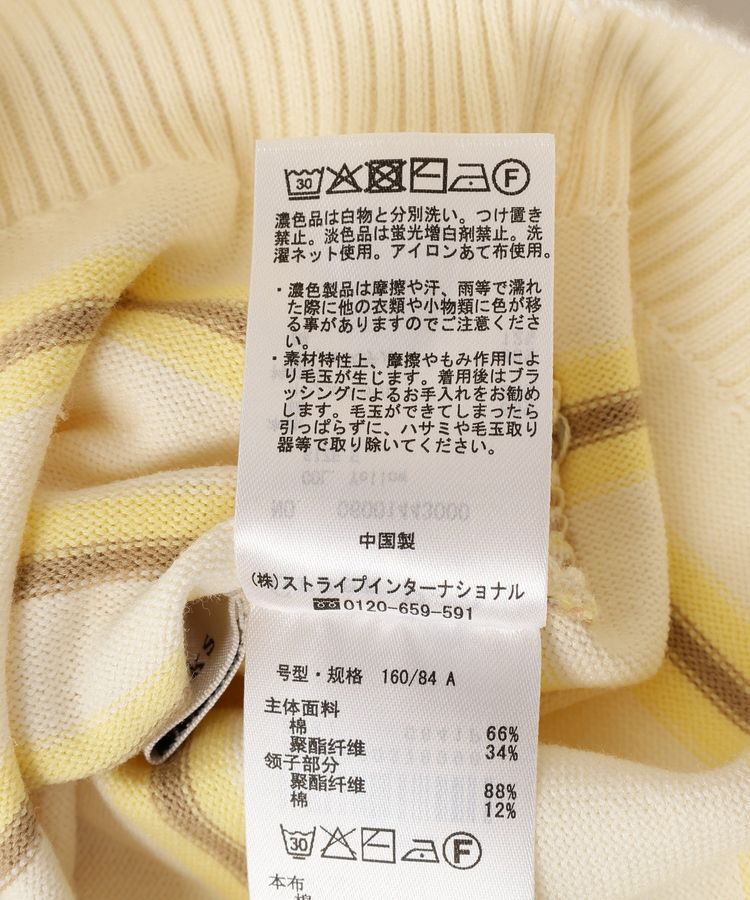 30 F
濃色品は白物と分別洗い。つけ置き
禁止。淡色品は蛍光増白剤禁止。洗
濯ネット使用。アイロンあて布使用。
・濃色製品は摩擦や汗、雨等で濡れ
た際に他の衣類や小物類に色が移
る事がありますのでご注意くださ
い。
・素材特性上、摩擦やもみ作用によ
り毛玉が生じます。着用後はブラ
ッシングによるお手入れをお勧め
します。毛玉ができてしまったら
引っぱらずに、ハサミや毛玉取り
器等で取り除いてください。
COL. Yellow
NO. 06001443000
中国製
(株)ストライプインターナショナル
0120-659-591
号型・规格 160/84 A
主体面料
棉 66%
聚酯纤维 34%
领子部分
聚酯纤维 88%
棉 12%
30 F
本布